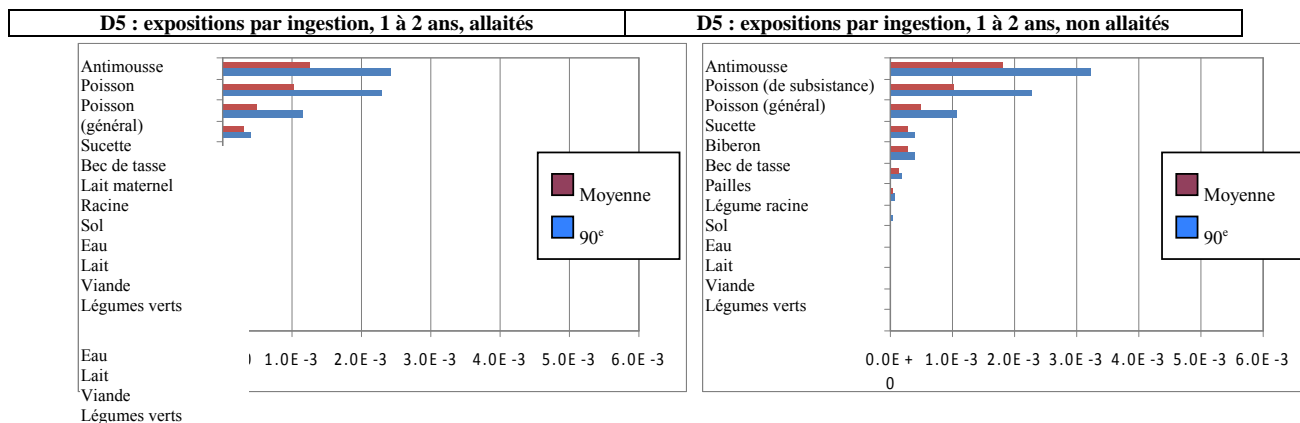 D5 : expositions par ingestion, 1 à 2 ans, allaités
D5 : expositions par ingestion, 1 à 2 ans, non allaités
Antimousse
Poisson
Poisson
(général)
Sucette
Bec de tasse
Lait maternel
Racine
Sol
Eau
Lait
Viande
Légumes verts
Eau
Lait
Viande
Légumes verts
1.0E -3 2.0E -3 3.0E -3 4.0E -3 5.0E -3 6.0E -3
Moyenne
90e
Antimousse
Poisson (de subsistance)
Poisson (général)
Sucette
Biberon
Bec de tasse
Pailles
Légume racine
Sol
Eau
Lait
Viande
Légumes verts
0.0E + 1.0E -3 2.0E -3 3.0E -3 4.0E -3 5.0E -3 6.0E -3
0
Moyenne
90e